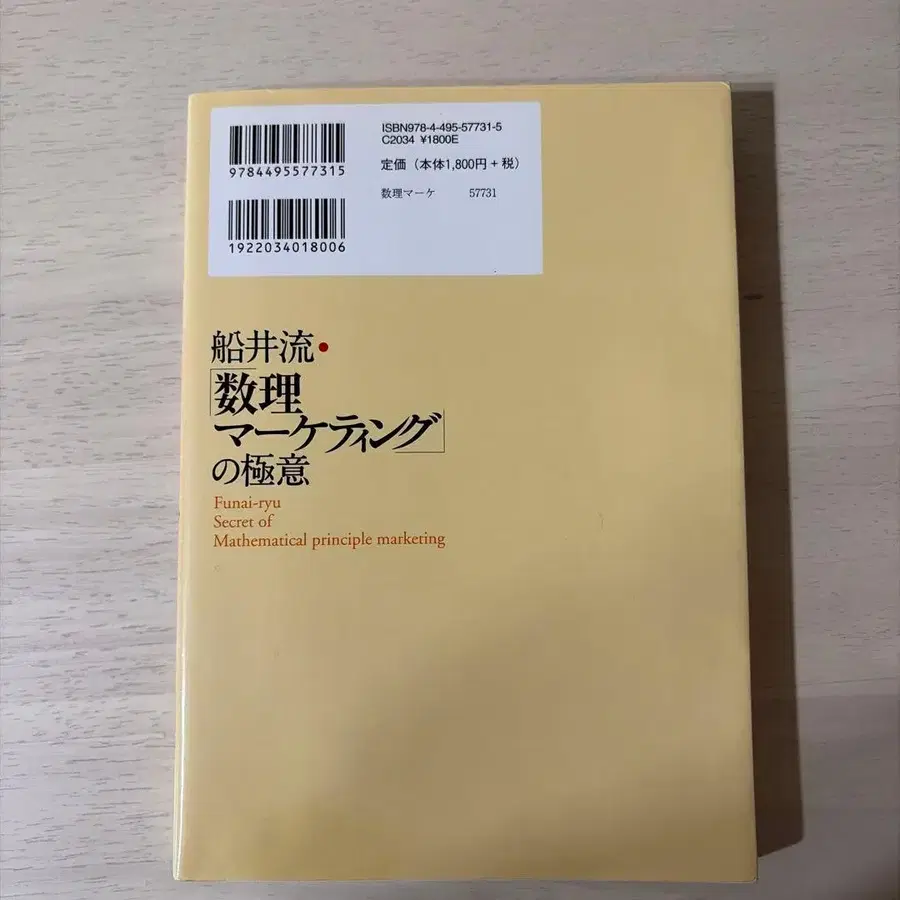 9784495577315
1922034018006
ISBN978-4-495-57731-5
C2034 ¥1800E
定価（本体1,800円＋税）
数理マーケ 57731
船井流・
「数理
マーケティング」
の極意
Funai-ryu
Secret of
Mathematical principle marketing